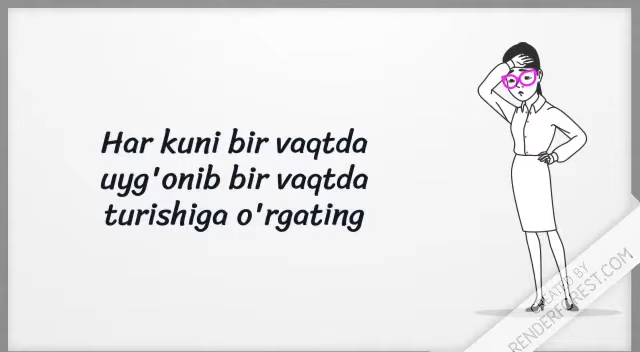 Har kuni bir vaqtda
uyg'onib bir vaqtda
turishiga o'rgating
CREATED BY
RENDERFOREST.COM